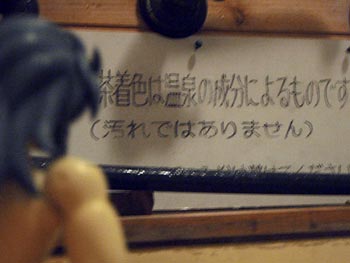 茶着色は温泉の成分によるものです
(汚れではありません)